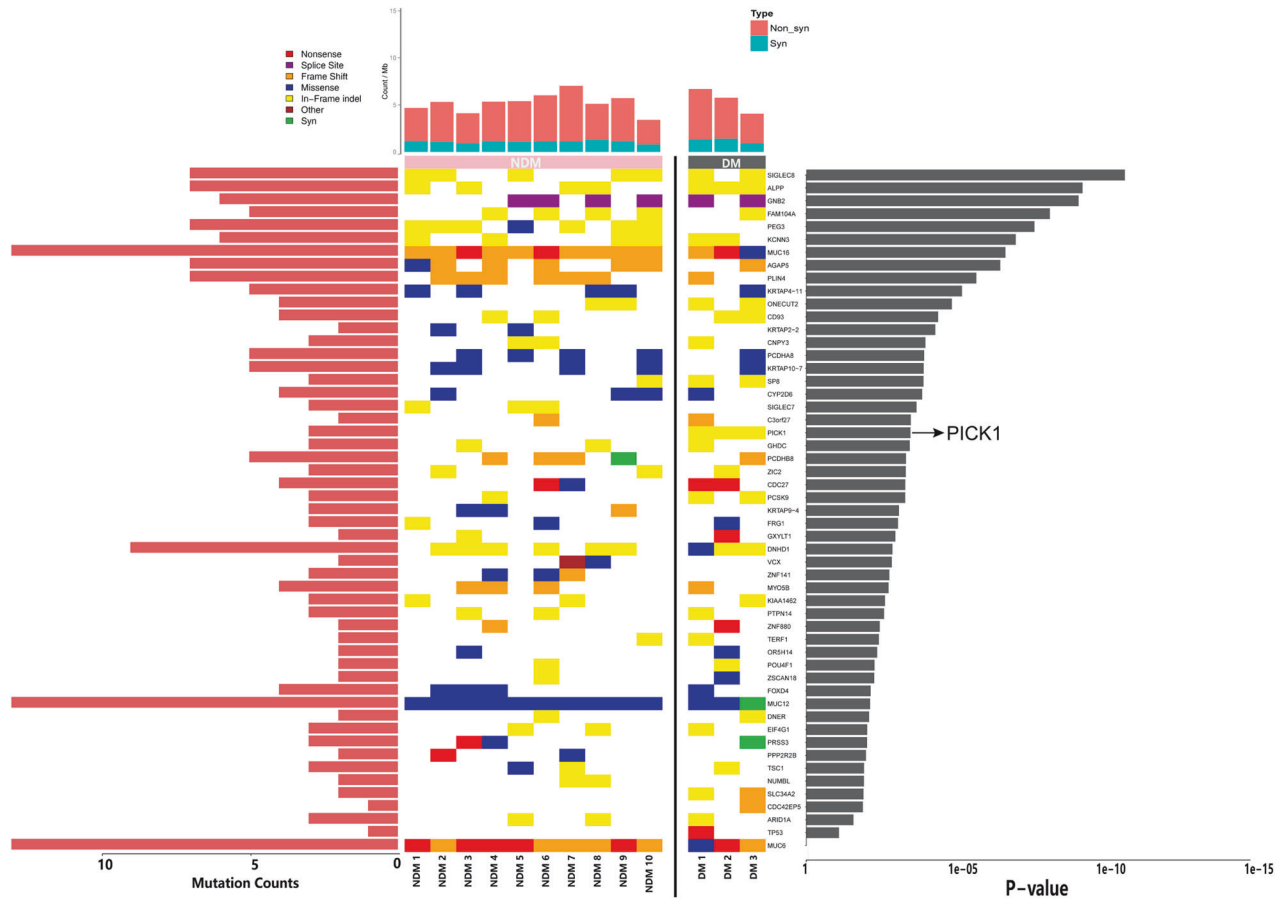 Type
Non_syn
Syn
15
10
5
0
Count / Mb
Nonsense
Splice Site
Frame Shift
Missense
In-Frame indel
Other
Syn
NDM
DM
SIGLEC8
ALPP
GNB2
FAM104A
PEG3
KCNN3
MUC16
AGAP5
PLIN4
KRTAP4-11
ONECUT2
CD93
KRTAP2-2
CNPY3
PCDHA8
KRTAP10-7
SP8
CYP2D6
SIGLEC7
C3orf27
PICK1
PICK1
GHDC
PCDHB8
ZIC2
CDC27
PCSK9
KRTAP9-4
FRG1
GXYLT1
DNHD1
VCX
ZNF141
MYO5B
KIAA1462
PTPN14
ZNF880
TERF1
OR5H14
POU4F1
ZSCAN18
FOXD4
MUC12
DNER
EIF4G1
PRSS3
PPP2R2B
TSC1
NUMBL
SLC34A2
CDC42EP5
ARID1A
TP53
MUC6
10
5
0
Mutation Counts
NDM 1
NDM 2
NDM 3
NDM 4
NDM 5
NDM 6
NDM 7
NDM 8
NDM 9
NDM 10
DM 1
DM 2
DM 3
1
1e-05
1e-10
1e-15
P-value